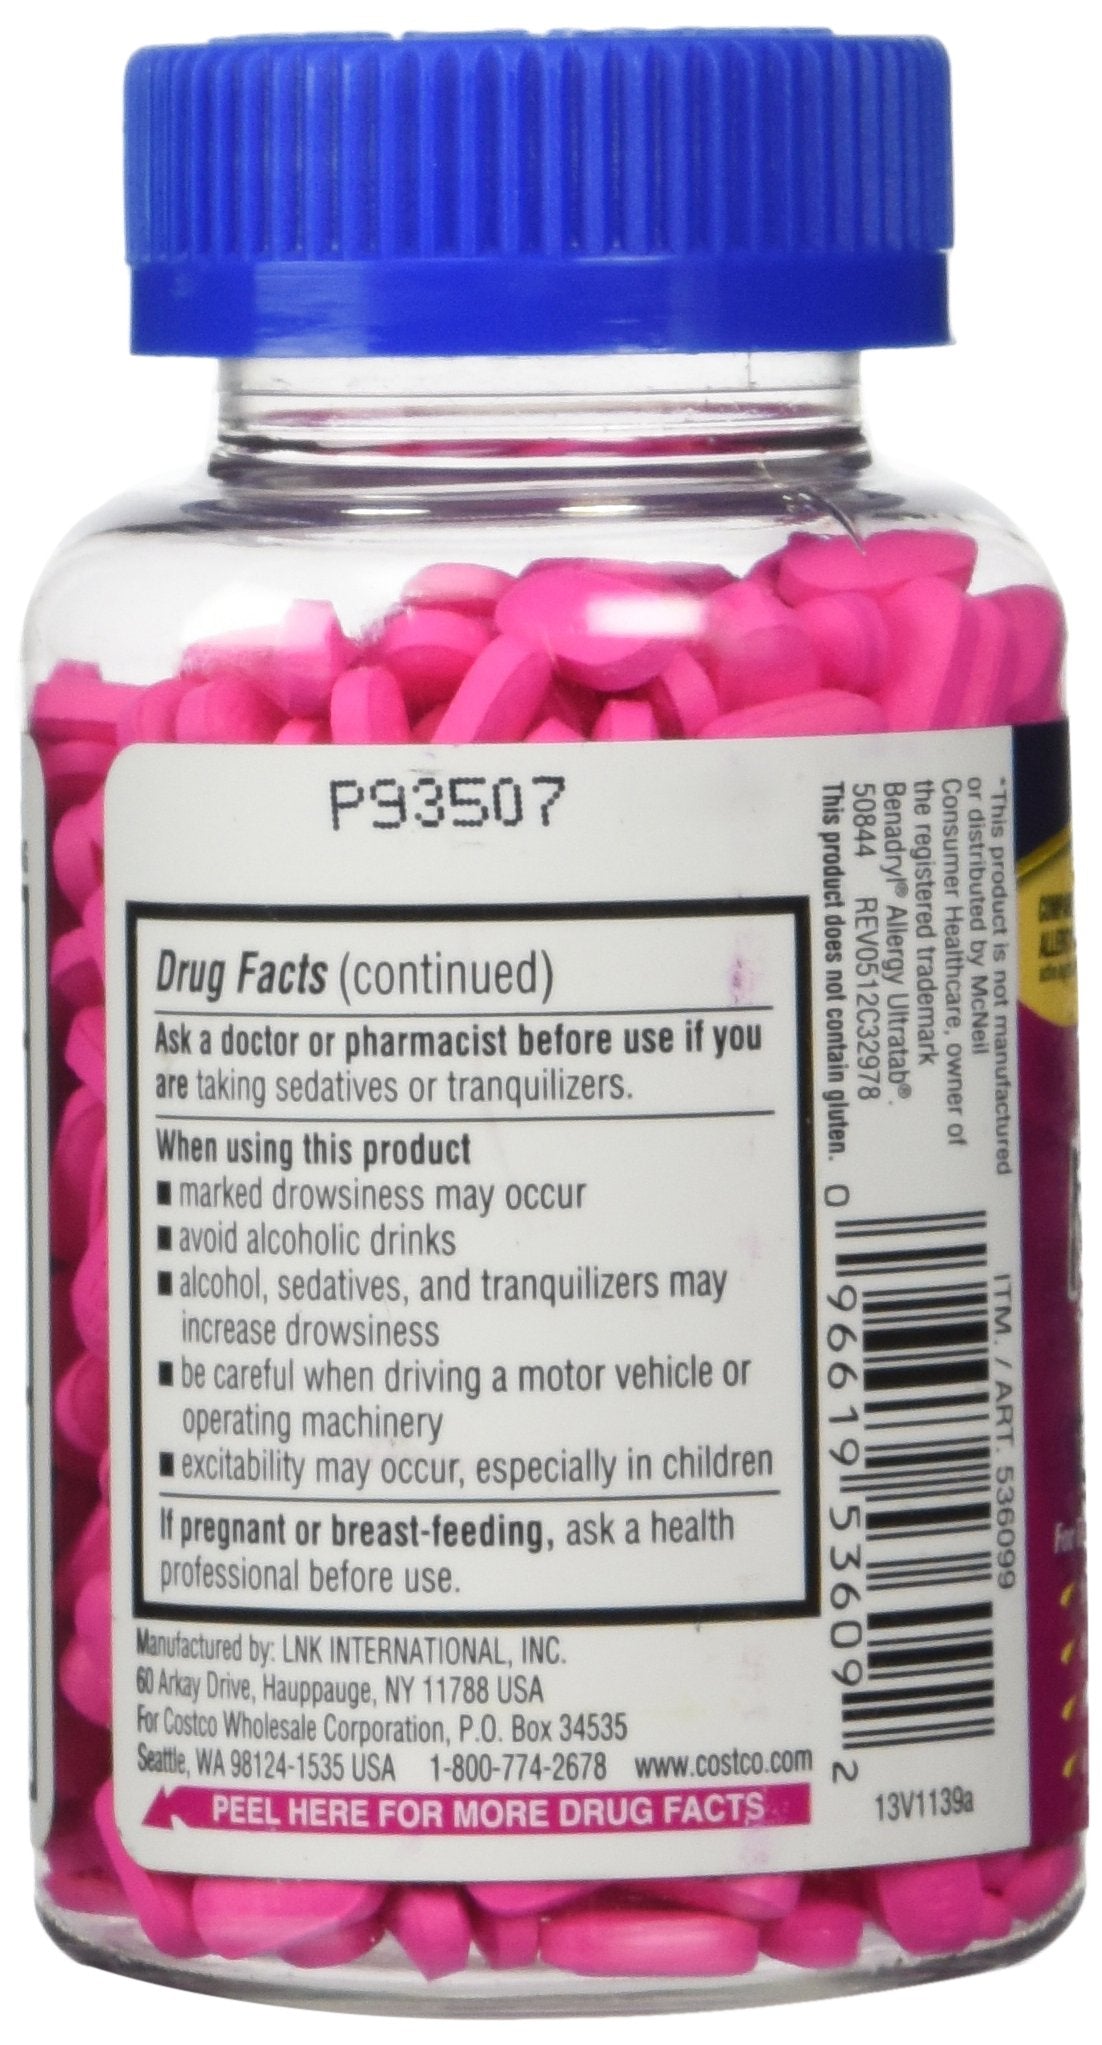 P93507
Drug Facts (continued)
Ask a doctor or pharmacist before use if you
are taking sedatives or tranquilizers.
When using this product
■ marked drowsiness may occur
■ avoid alcoholic drinks
■ alcohol, sedatives, and tranquilizers may
increase drowsiness
■ be careful when driving a motor vehicle or
operating machinery
■ excitability may occur, especially in children
If pregnant or breast-feeding, ask a health
professional before use.
Manufactured by: LNK INTERNATIONAL, INC.
60 Arkay Drive, Hauppauge, NY 11788 USA
For Costco Wholesale Corporation, P.O. Box 34535
Seattle, WA 98124-1535 USA 1-800-774-2678 www.costco.com
PEEL HERE FOR MORE DRUG FACTS
*This product is not manufactured
or distributed by McNeil
Consumer Healthcare, owner of
the registered trademark
Benadryl® Allergy Ultratab®.
50844 REV0512C32978
This product does not contain gluten.
ITM. / ART. 536099
0 96619 53609 2
13V1139a